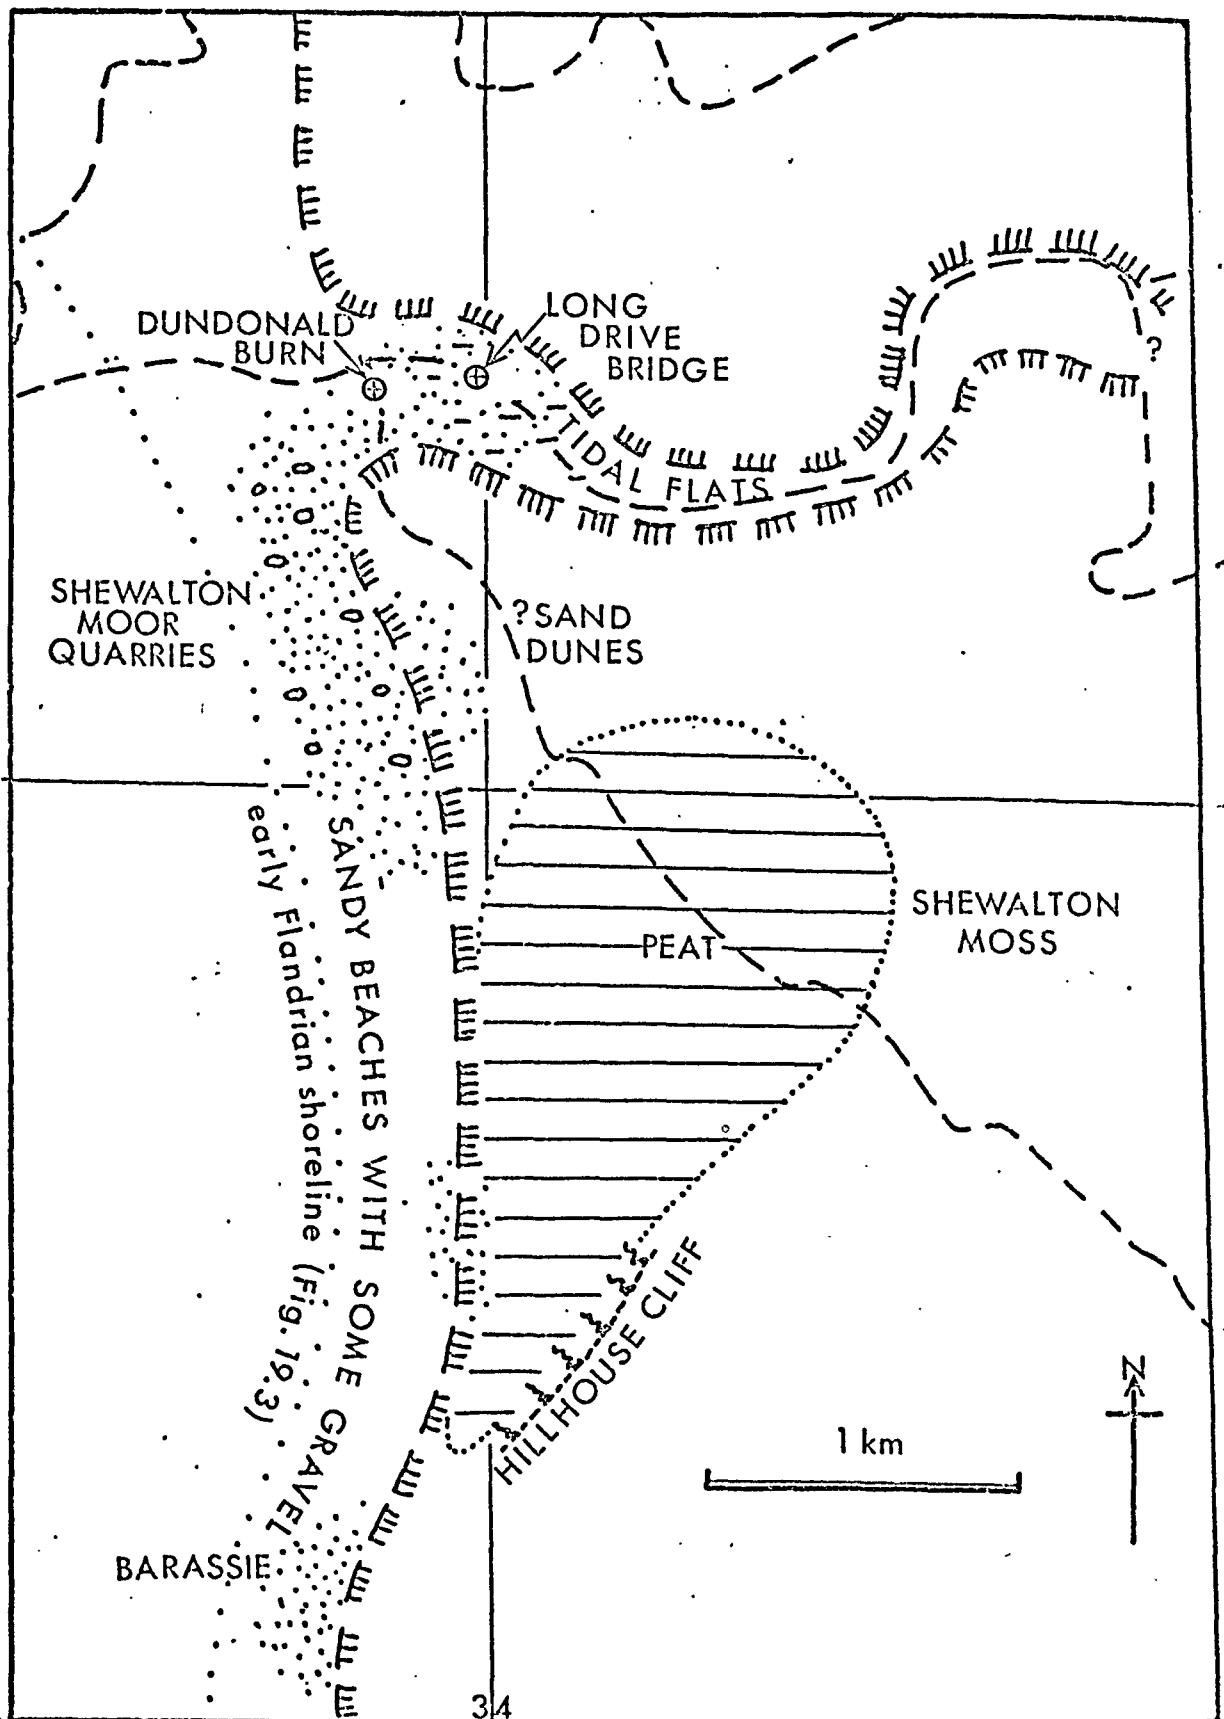 DUNDONALD
BURN
LONG
DRIVE
BRIDGE
?
TIDAL FLATS
SHEWALTON
MOOR
QUARRIES
?SAND
DUNES
early Flandrian shoreline (Fig. 19.3)
SANDY BEACHES WITH SOME GRAVEL
PEAT
SHEWALTON
MOSS
HILLHOUSE CLIFF
N
1 km
BARASSIE
34